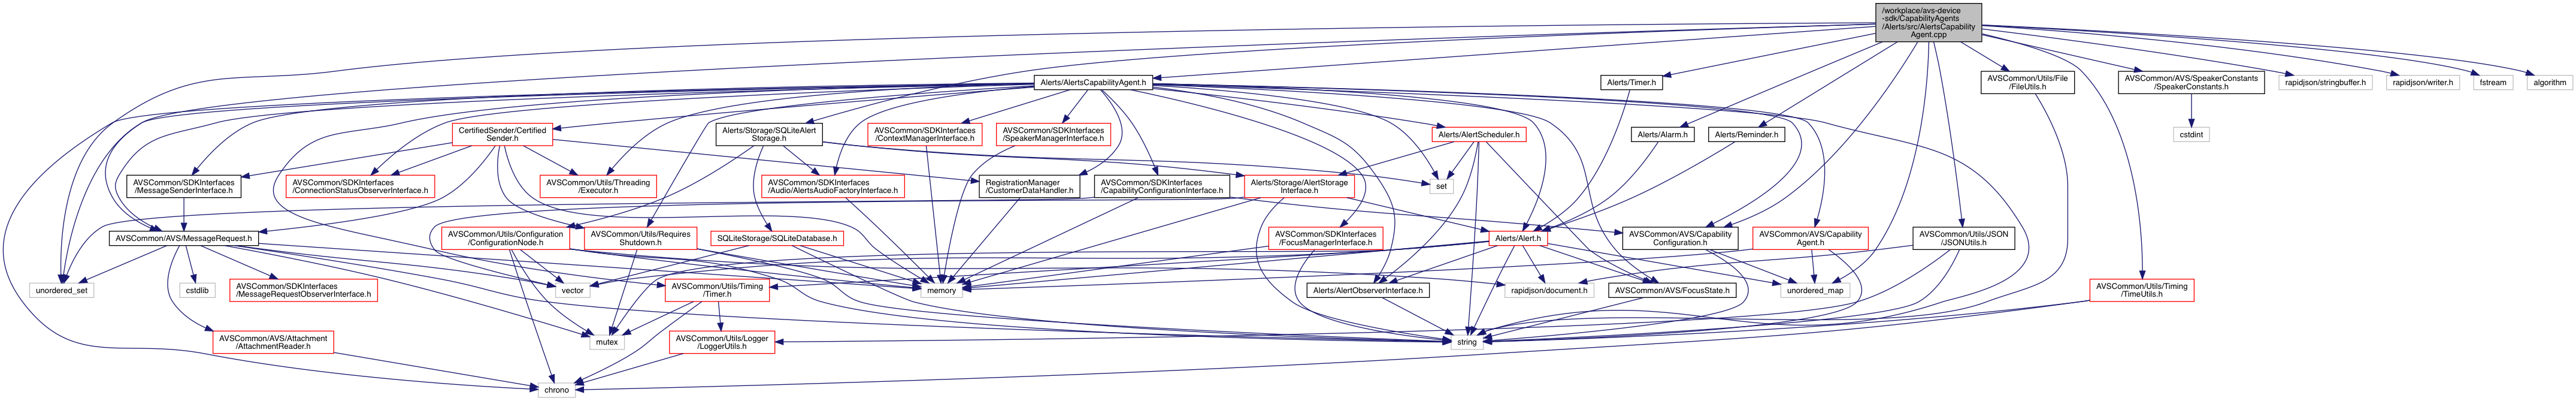 /workplace/avs-device
-sdk/CapabilityAgents
/Alerts/src/AlertsCapability
Agent.cpp
Alerts/AlertsCapabilityAgent.h
Alerts/Timer.h
AVSCommon/Utils/File
/FileUtils.h
AVSCommon/AVS/SpeakerConstants
/SpeakerConstants.h
rapidjson/stringbuffer.h
rapidjson/writer.h
fstream
algorithm
CertifiedSender/Certified
Sender.h
Alerts/Storage/SQLiteAlert
Storage.h
AVSCommon/SDKInterfaces
/ContextManagerInterface.h
AVSCommon/SDKInterfaces
/SpeakerManagerInterface.h
Alerts/AlertScheduler.h
Alerts/Alarm.h
Alerts/Reminder.h
cstdint
AVSCommon/SDKInterfaces
/MessageSenderInterface.h
AVSCommon/SDKInterfaces
/ConnectionStatusObserverInterface.h
AVSCommon/Utils/Threading
/Executor.h
AVSCommon/SDKInterfaces
/Audio/AlertsAudioFactoryInterface.h
RegistrationManager
/CustomerDataHandler.h
AVSCommon/SDKInterfaces
/CapabilityConfigurationInterface.h
Alerts/Storage/AlertStorage
Interface.h
set
AVSCommon/AVS/MessageRequest.h
AVSCommon/Utils/Configuration
/ConfigurationNode.h
AVSCommon/Utils/Requires
Shutdown.h
SQLiteStorage/SQLiteDatabase.h
AVSCommon/SDKInterfaces
/FocusManagerInterface.h
Alerts/Alert.h
AVSCommon/AVS/Capability
Configuration.h
AVSCommon/AVS/Capability
Agent.h
AVSCommon/Utils/JSON
/JSONUtils.h
unordered_set
cstdlib
AVSCommon/SDKInterfaces
/MessageRequestObserverInterface.h
vector
AVSCommon/Utils/Timing
/Timer.h
memory
Alerts/AlertObserverInterface.h
rapidjson/document.h
AVSCommon/AVS/FocusState.h
unordered_map
AVSCommon/Utils/Timing
/TimeUtils.h
AVSCommon/AVS/Attachment
/AttachmentReader.h
mutex
AVSCommon/Utils/Logger
/LoggerUtils.h
string
chrono